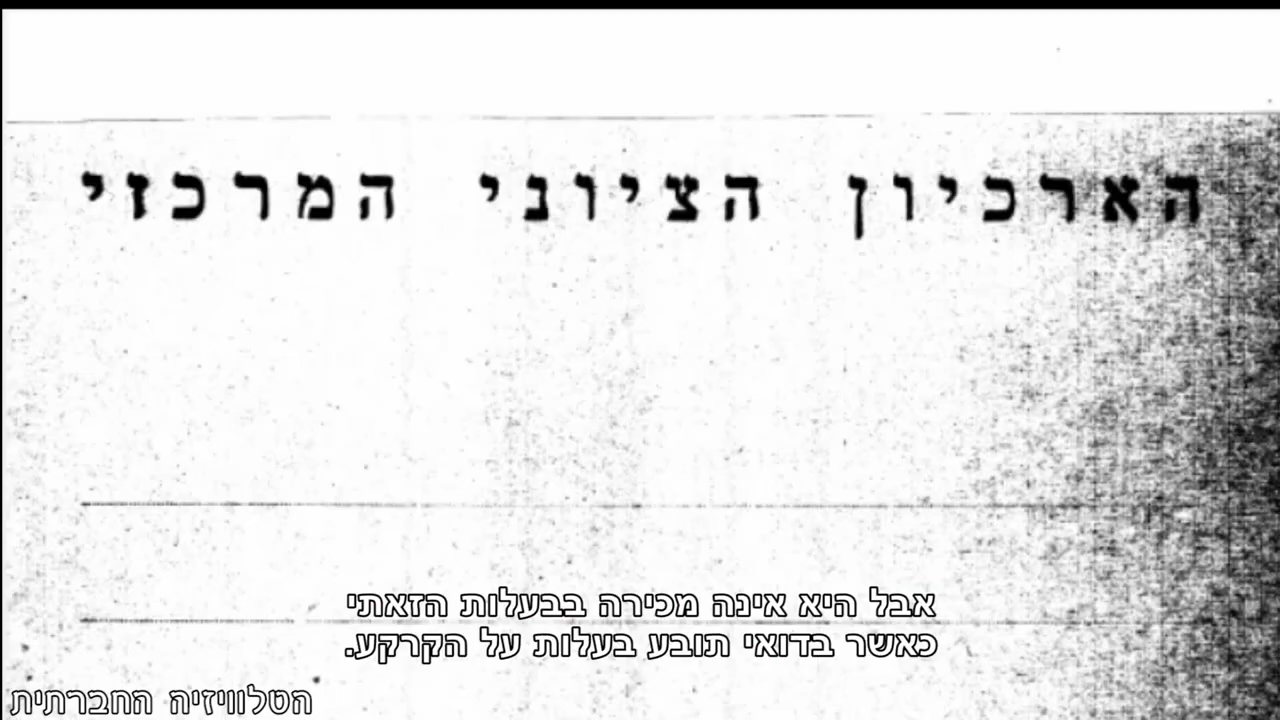 הארכיון הציוני המרכזי
אבל היא אינה מכירה בבעלות הזאתי
כאשר בדואי תובע בעלות על הקרקע.
הטלוויזיה החברתית